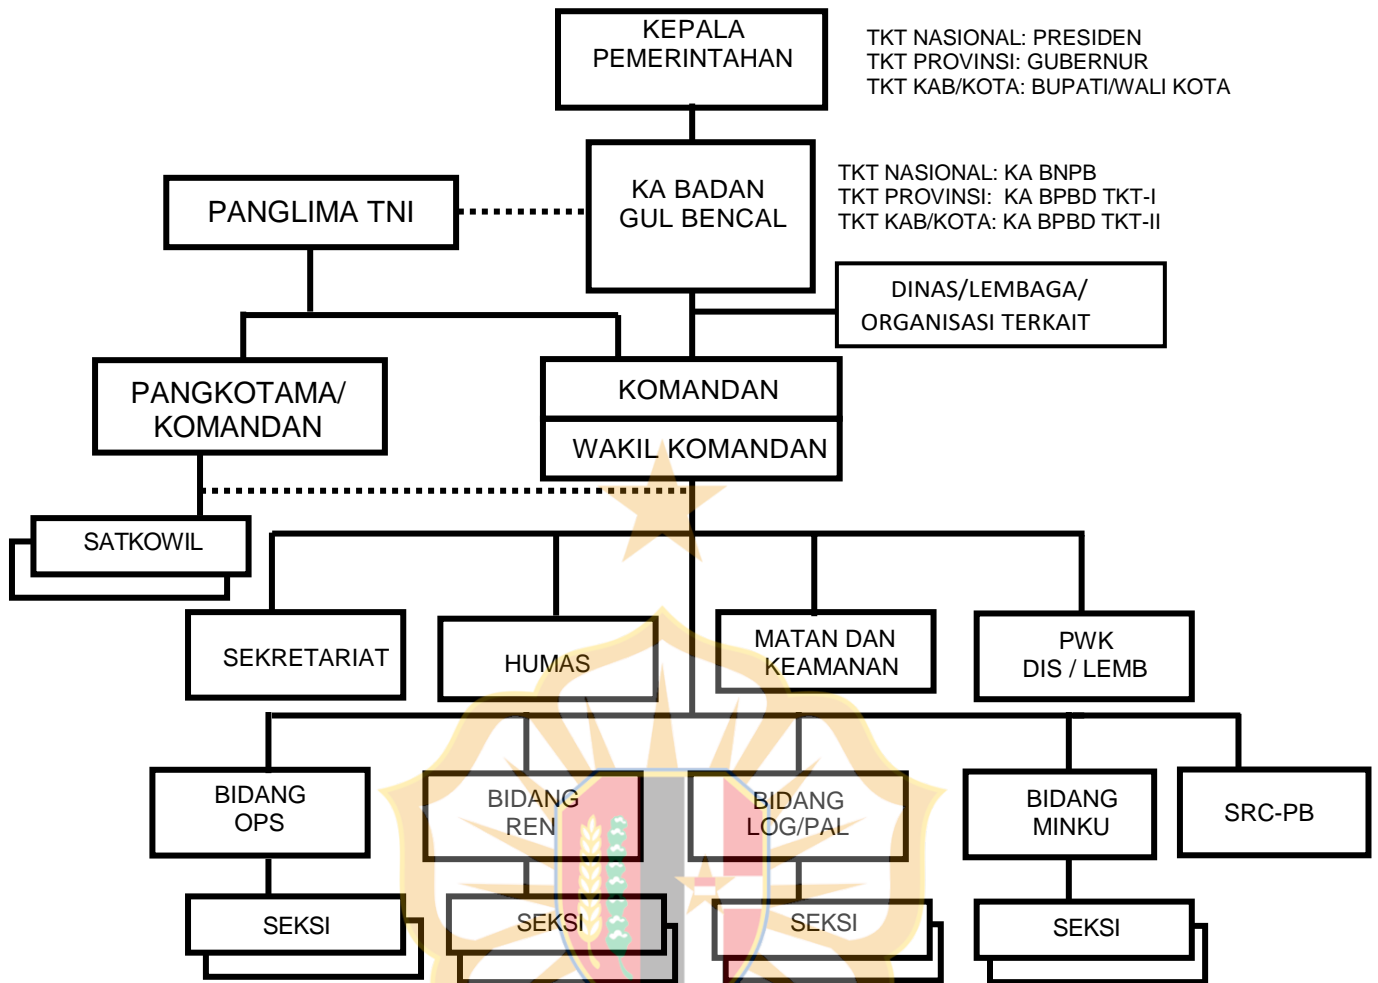 KEPALA
PEMERINTAHAN
TKT NASIONAL: PRESIDEN
TKT PROVINSI: GUBERNUR
TKT KAB/KOTA: BUPATI/WALI KOTA
PANGLIMA TNI
KA BADAN
GUL BENCAL
TKT NASIONAL: KA BNPB
TKT PROVINSI: KA BPBD TKT-I
TKT KAB/KOTA: KA BPBD TKT-II
DINAS/LEMBAGA/
ORGANISASI TERKAIT
PANGKOTAMA/
KOMANDAN
KOMANDAN
WAKIL KOMANDAN
SATKOWIL
SEKRETARIAT
HUMAS
MATAN DAN
KEAMANAN
PWK
DIS / LEMB
BIDANG
OPS
BIDANG
REN
BIDANG
LOG/PAL
BIDANG
MINKU
SRC-PB
SEKSI
SEKSI
SEKSI
SEKSI